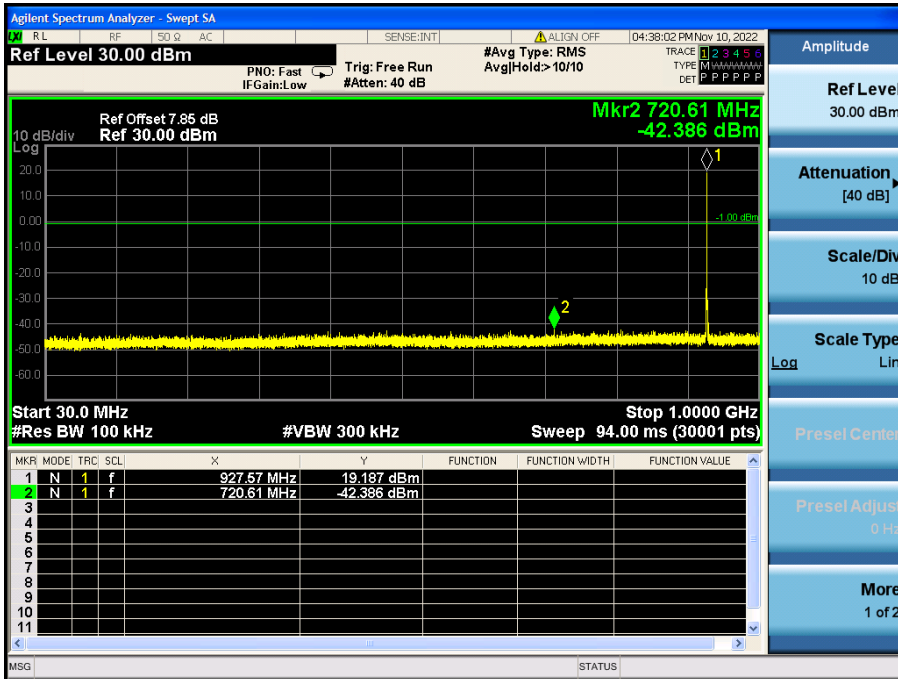 Agilent Spectrum Analyzer - Swept SA
LXI RL RF 50 Ω AC SENSE:INT ALIGN OFF 04:38:02 PM Nov 10, 2022
Ref Level 30.00 dBm
PNO: Fast
IFGain:Low
Trig: Free Run
#Atten: 40 dB
#Avg Type: RMS
Avg|Hold:>10/10
TRACE 1 2 3 4 5 6
TYPE M WWWWW
DET P P P P P P
Mkr2 720.61 MHz
-42.386 dBm
Ref Offset 7.85 dB
10 dB/div Ref 30.00 dBm
Log
20.0
10.0
0.00
-10.0
-20.0
-30.0
-40.0
-50.0
-60.0
1
-1.00 dBm
2
Start 30.0 MHz Stop 1.0000 GHz
#Res BW 100 kHz #VBW 300 kHz Sweep 94.00 ms (30001 pts)
MKR MODE TRC SCL X Y FUNCTION FUNCTION WIDTH FUNCTION VALUE
1 N 1 f 927.57 MHz 19.187 dBm
2 N 1 f 720.61 MHz -42.386 dBm
3
4
5
6
7
8
9
10
11
MSG STATUS
Amplitude
Ref Level
30.00 dBm
Attenuation
[40 dB]
Scale/Div
10 dB
Scale Type
Log Lin
Presel Center
Presel Adjust
0 Hz
More
1 of 2